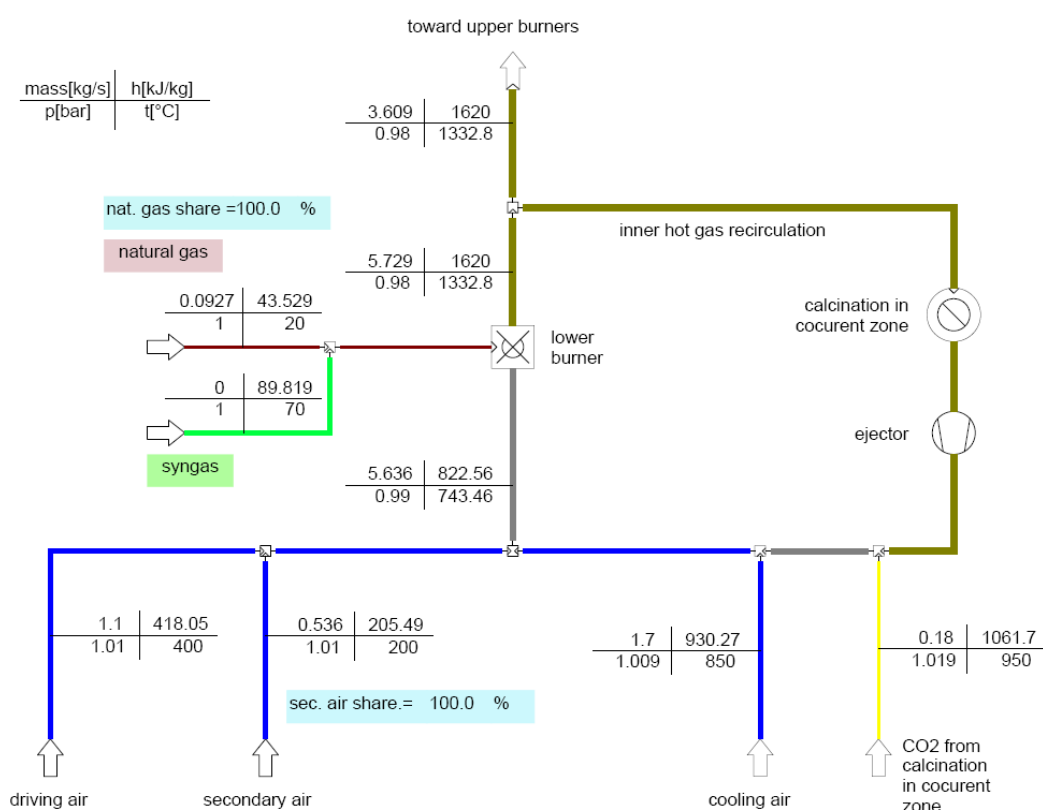 toward upper burners
mass[kg/s] h[kJ/kg]
p[bar] t[°C]
3.609 1620
0.98 1332.8
nat. gas share =100.0 %
natural gas
inner hot gas recirculation
5.729 1620
0.98 1332.8
0.0927 43.529
1 20
calcination in
cocurent zone
lower
burner
0 89.819
1 70
ejector
syngas
5.636 822.56
0.99 743.46
1.1 418.05
1.01 400
0.536 205.49
1.01 200
1.7 930.27
1.009 850
0.18 1061.7
1.019 950
sec. air share.= 100.0 %
driving air
secondary air
cooling air
CO2 from
calcination
in cocurent
zone